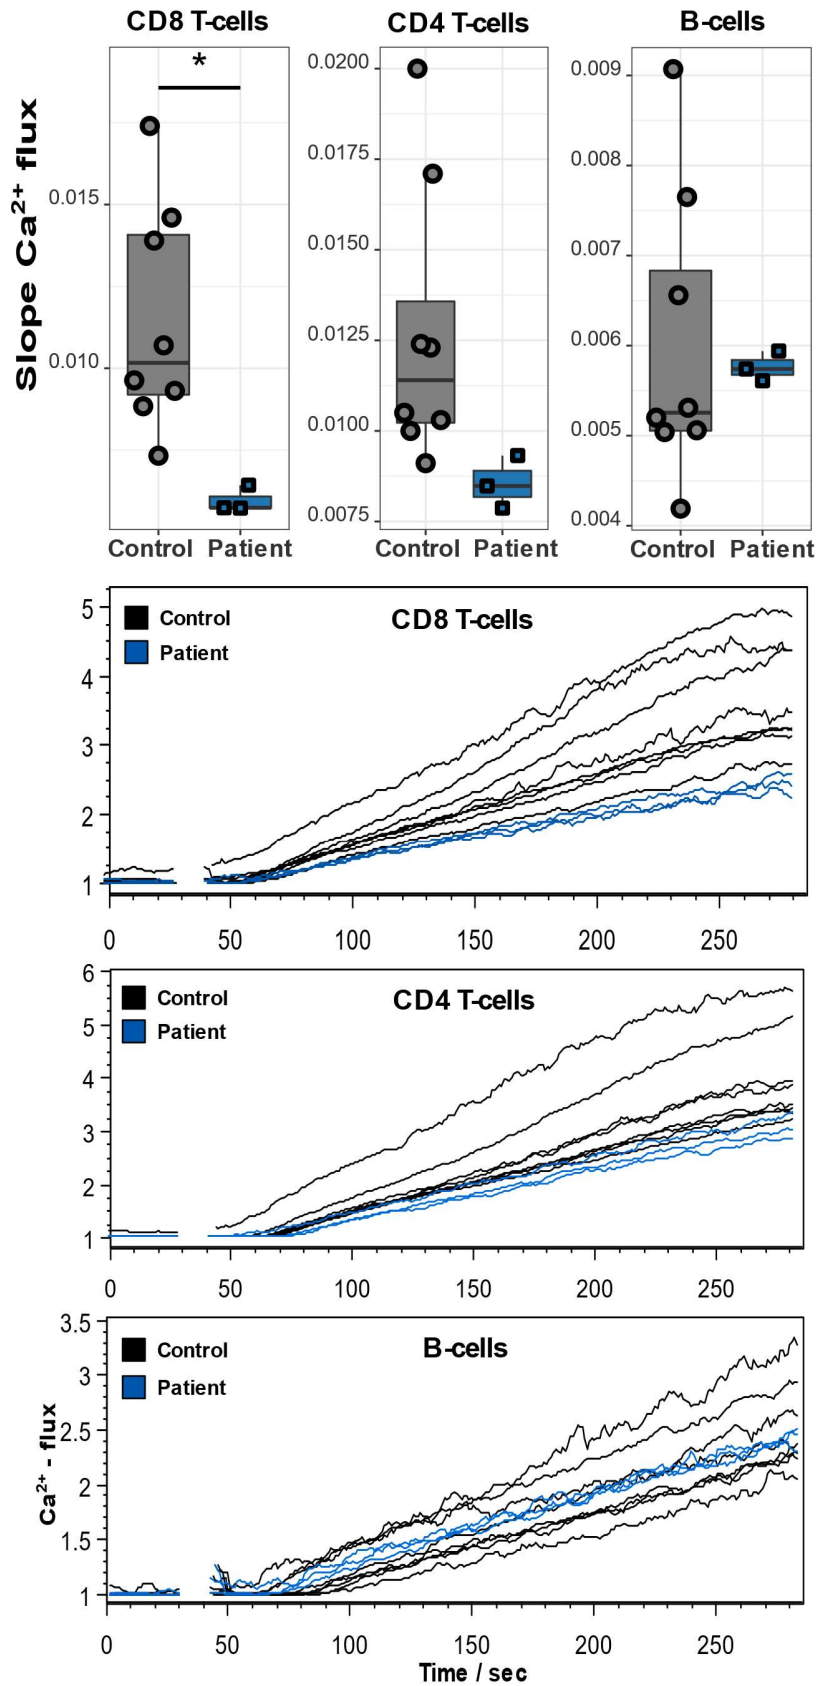 CD8 T-cells CD4 T-cells B-cells
Slope Ca²⁺ flux
*
0.015
0.010
0.0200
0.0175
0.0150
0.0125
0.0100
0.0075
0.009
0.008
0.007
0.006
0.005
0.004
Control Patient Control Patient Control Patient
CD8 T-cells
Control
Patient
5
4
3
2
1
0 50 100 150 200 250
CD4 T-cells
Control
Patient
6
5
4
3
2
1
0 50 100 150 200 250
B-cells
Control
Patient
Ca²⁺ - flux
3.5
3
2.5
2
1.5
1
0 50 100 150 200 250
Time / sec